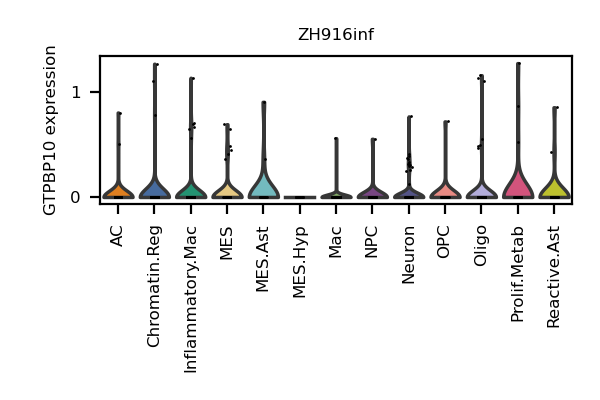 ZH916inf
GTPBP10 expression
1
0
AC
Chromatin.Reg
Inflammatory.Mac
MES
MES.Ast
MES.Hyp
Mac
NPC
Neuron
OPC
Oligo
Prolif.Metab
Reactive.Ast